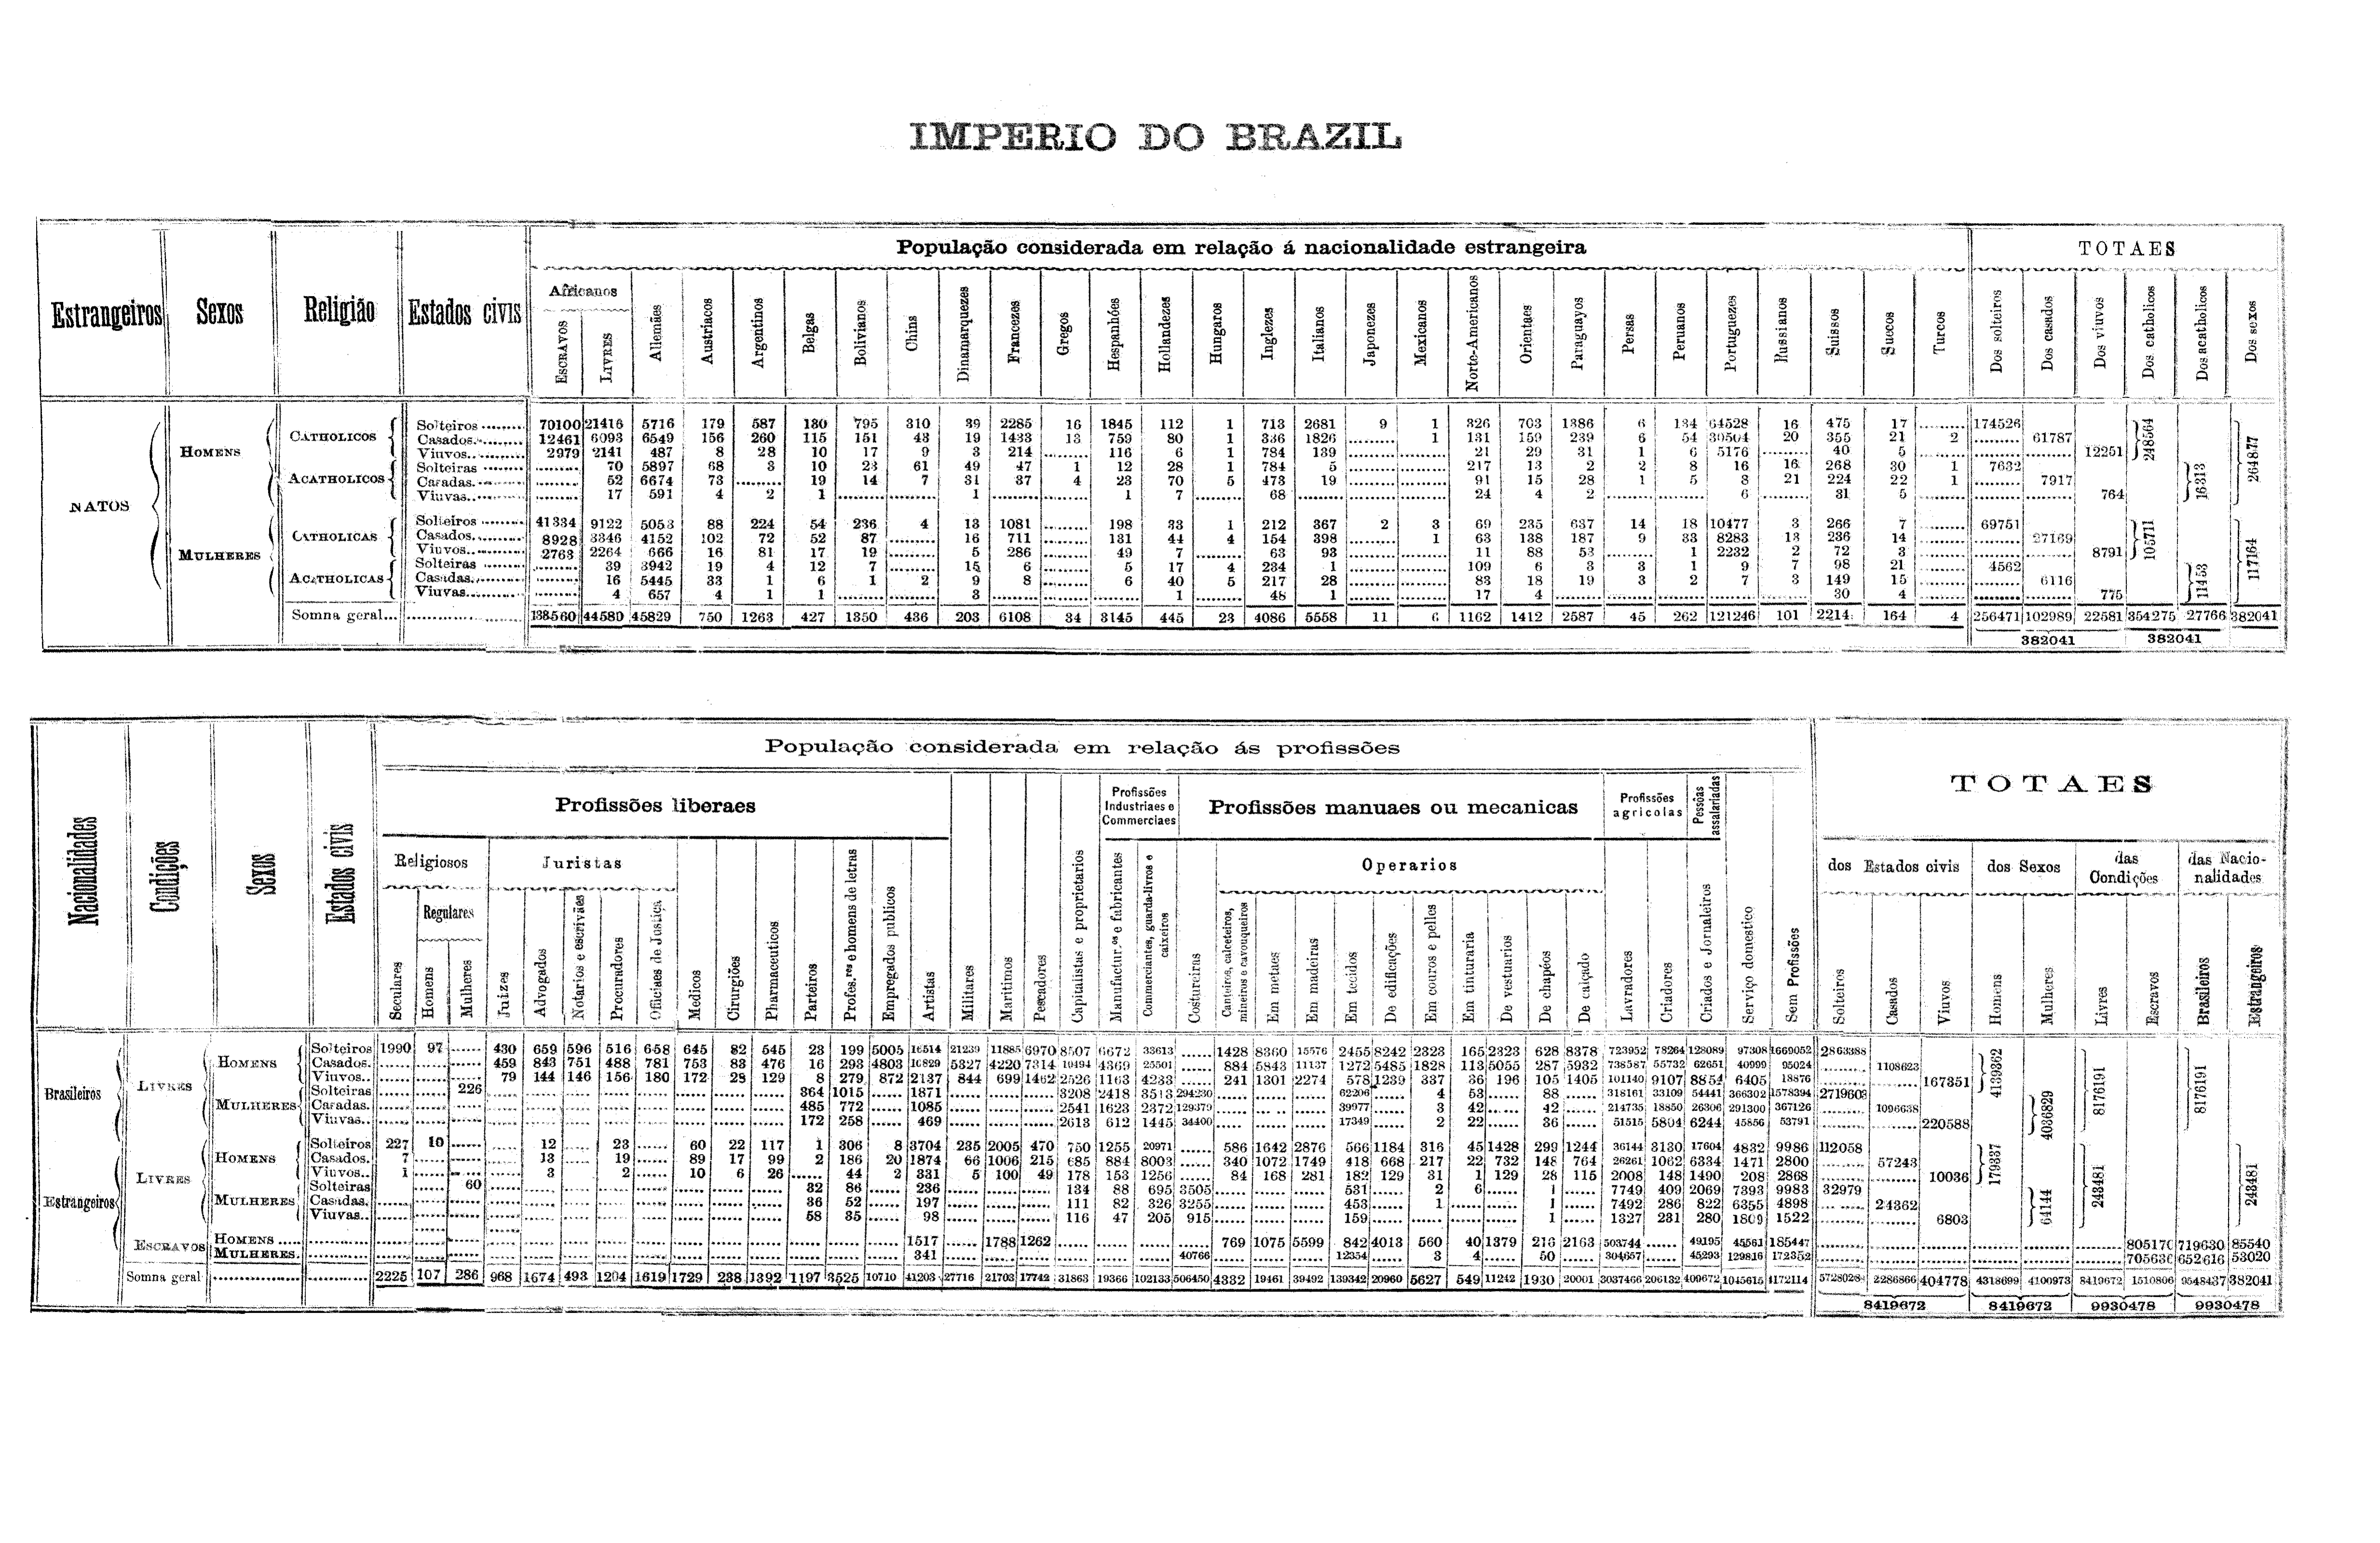 IMPERIO DO BRAZIL
População considerada em relação á nacionalidade estrangeira
TOTAES
Estrangeiros Sexos Religião Estados civis
Africanos
ESCRAVOS LIVRES Allemães Austriacos Argentinos Belgas Bolivianos Chins Dinamarquezes Francezes Gregos Hespanhóes Hollandezes Hungaros Inglezes Italianos Japonezes Mexicanos Norto-Americanos Orientaes Paraguayos Persas Peruanos Portuguezes Russianos Suissos Suecos Turcos Dos solteiros Dos casados Dos viuvos Dos catholicos Dos acatholicos Dos sexos
NATOS
HOMENS
CATHOLICOS
Solteiros 70100 21416 5716 179 587 180 795 310 39 2285 16 1845 112 1 713 2681 9 1 326 703 1386 6 134 64528 16 475 17 174526
Casados 12461 6093 6549 156 260 115 151 43 19 1433 13 759 80 1 336 1826 1 131 159 239 6 54 30504 20 355 21 2 61787
Viuvos 2979 2141 487 8 28 10 17 9 3 214 116 6 1 784 139 21 29 31 1 6 5176 40 5 12251
248564
ACATHOLICOS
Solteiras 70 5897 68 3 10 23 61 49 47 1 12 28 1 784 5 217 13 2 2 8 16 16 268 30 1 7632
Casadas 52 6674 73 19 14 7 31 37 4 23 70 5 473 19 91 15 28 1 5 8 21 224 22 1 7917
Viuvas 17 591 4 2 1 1 1 7 68 24 4 2 6 31 5 764
16313
264877
MULHERES
CATHOLICAS
Solteiros 41334 9122 5053 88 224 54 236 4 13 1081 198 33 1 212 367 2 3 69 235 637 14 18 10477 3 266 7 69751
Casados 8928 3346 4152 102 72 52 87 16 711 131 44 4 154 398 1 63 138 187 9 33 8283 13 236 14 27169
Viuvos 2763 2264 666 16 81 17 19 5 286 49 7 63 93 11 88 53 1 2232 2 72 3 8791
105711
ACATHOLICAS
Solteiras 39 3942 19 4 12 7 15 6 5 17 4 234 1 109 6 3 3 1 9 7 98 21 4562
Casadas 16 5445 33 1 6 1 2 9 8 6 40 5 217 28 83 18 19 3 2 7 3 149 15 6116
Viuvas 4 657 4 1 1 3 1 48 1 17 4 30 4 775
11453
117164
Somna geral 138560 44580 45829 750 1263 427 1350 436 203 6108 34 3145 445 23 4086 5558 11 6 1162 1412 2587 45 262 121246 101 2214 164 4 256471 102989 22581 354275 27766 382041
382041 382041
População considerada em relação ás profissões
TOTAES
Nacionalidades Condições Sexos Estados civis
Profissões liberaes
Profissões Industriaes e Commerciaes
Profissões manuaes ou mecanicas
Profissões agricolas
Pessôas assalariadas
Religiosos Juristas Operarios
dos Estados civis dos Sexos das Condições das Nacionalidades
Regulares
Seculares Homens Mulheres Juizes Advogados Notarios e escrivães Procuradores Officiaes de Justiça Medicos Cirurgiões Pharmaceuticos Parteiros Profes.res e homens de letras Empregados publicos Artistas Militares Maritimos Pescadores Capitalistas e proprietarios Manufactur.es e fabricantes Commerciantes, guarda-livros e caixeiros Costureiras Canteiros, calceteiros, mineiros e cavouqueiros Em metaes Em madeiras Em tecidos De edificações Em couros e pelles Em tinturaria De vestuarios De chapéos De calçado Lavradores Criadores Criados e Jornaleiros Serviço domestico Sem Profissões Solteiros Casados Viuvos Homens Mulheres Livres Escravos Brasileiros Estrangeiros
Brasileiros
LIVRES
HOMENS
Solteiros 1990 97 430 659 596 516 658 645 82 545 23 199 5005 16514 21239 11885 6970 8507 6672 33613 1428 8360 15576 2455 8242 2323 165 2323 628 8378 723952 78264 128089 97308 1669052 2863388
Casados 459 843 751 488 781 753 83 476 16 293 4803 16829 5327 4220 7314 10494 4369 25501 884 5843 11137 1272 5485 1828 113 5055 287 5932 738587 55732 62651 40999 95024 1108623
Viuvos 79 144 146 156 180 172 28 129 8 279 872 2137 844 699 1462 2526 1163 4233 241 1301 2274 578 1239 337 36 196 105 1405 101140 9107 8854 6405 18876 167351
4139362
MULHERES
Solteiras 226 364 1015 1871 3208 2418 3513 294230 62206 4 53 88 318161 33109 54441 366302 1578394 2719603
Casadas 485 772 1085 2541 1623 2372 129379 39977 3 42 42 214735 18850 26306 291300 367126 1096638
Viuvas 172 258 469 2613 612 1445 34400 17349 2 22 36 51515 5804 6244 45856 53791 220588
4036829
8176191 8176191
Estrangeiros
LIVRES
HOMENS
Solteiros 227 10 12 23 60 22 117 1 306 8 3704 235 2005 470 750 1255 20971 586 1642 2876 566 1184 316 45 1428 299 1244 36144 3130 17604 4832 9986 112058
Casados 7 13 19 89 17 99 2 186 20 1874 66 1006 215 685 884 8003 340 1072 1749 418 668 217 22 732 148 764 26261 1062 6334 1471 2800 57243
Viuvos 1 3 2 10 6 26 44 2 331 5 100 49 178 153 1256 84 168 281 182 129 31 1 129 28 115 2008 148 1490 208 2868 10036
179337
MULHERES
Solteiras 60 32 86 236 134 88 695 3505 531 2 6 1 7749 409 2069 7393 9983 32979
Casadas 36 52 197 111 82 326 3255 453 1 1 7492 286 822 6355 4898 24362
Viuvas 58 35 98 116 47 205 915 159 1 1327 231 280 1809 1522 6803
64144
243481 243481
ESCRAVOS
HOMENS 1517 1788 1262 769 1075 5599 842 4013 560 40 1379 216 2163 503744 49195 45561 185447 805170 719630 85540
MULHERES 341 40766 12354 3 4 50 304657 45293 129816 172352 705636 652616 53020
Somna geral 2225 107 286 968 1674 493 1204 1619 1729 238 1392 1197 3525 10710 41203 27716 21703 17742 31863 19366 102133 506450 4332 19461 39492 139342 20960 5627 549 11242 1930 20001 3037466 206132 409672 1045615 4172114 5728028 2286866 404778 4318699 4100973 8419672 1510806 9548437 382041
8419672 8419672 9930478 9930478